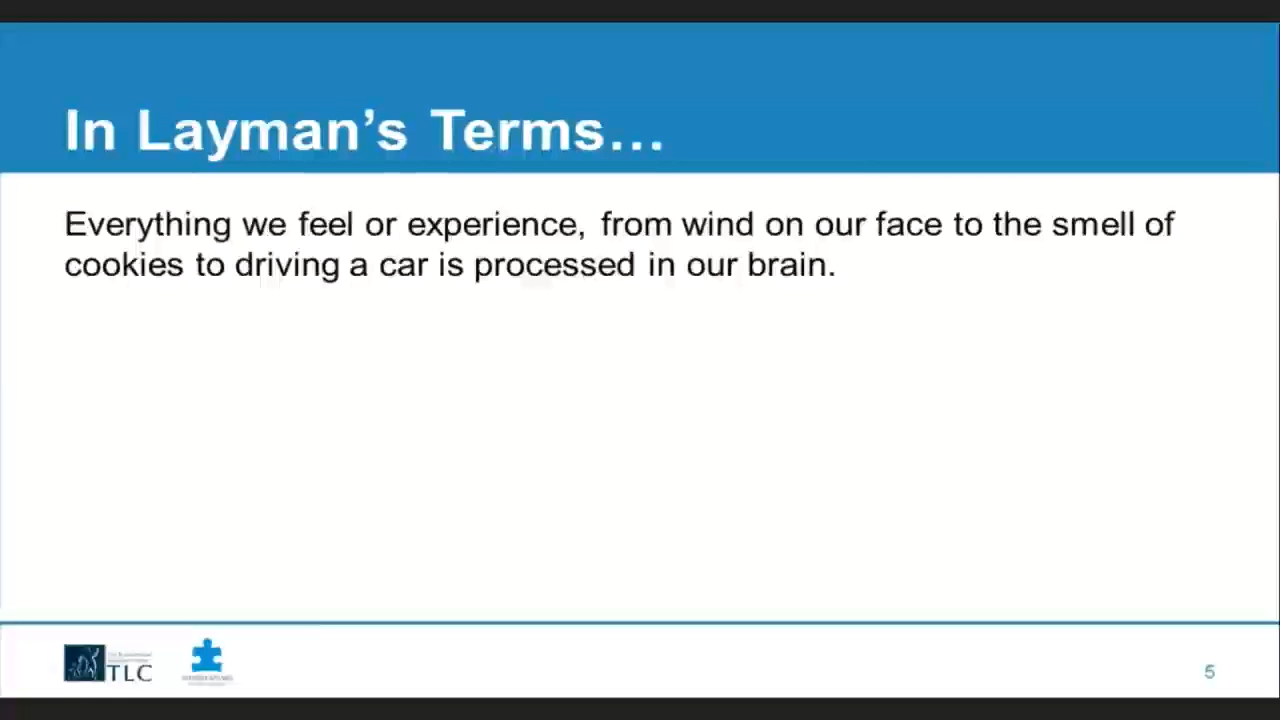 In Layman’s Terms…
Everything we feel or experience, from wind on our face to the smell of
cookies to driving a car is processed in our brain.
TLC
5